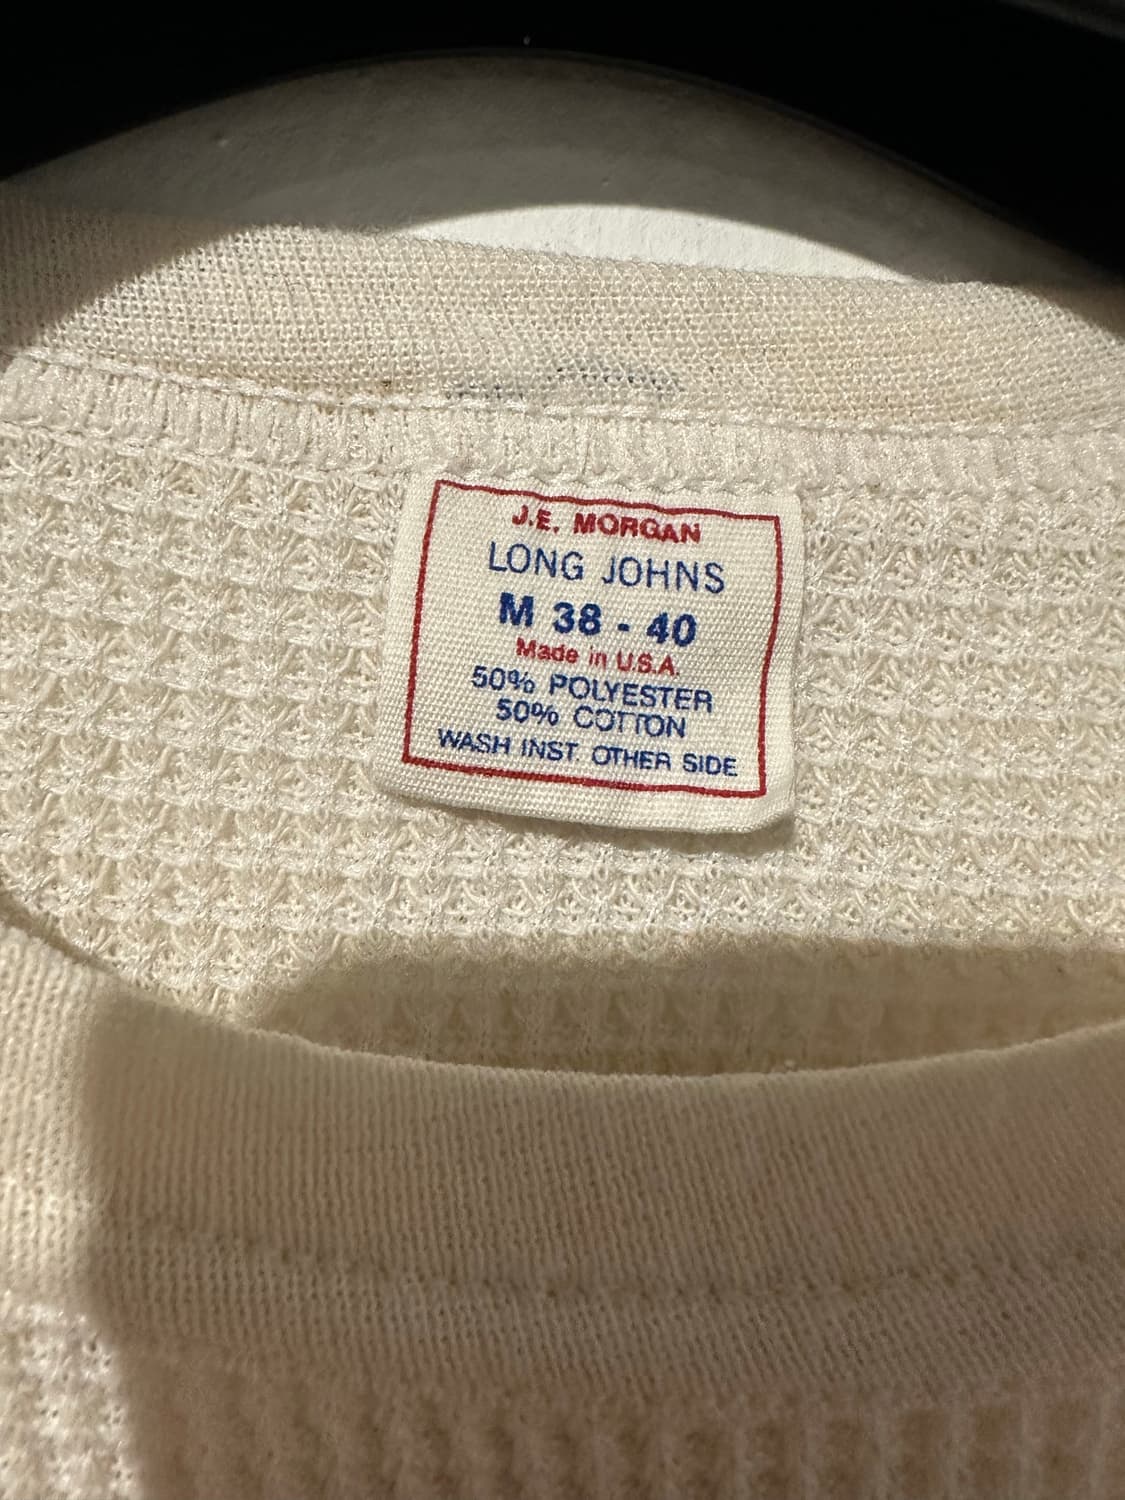 J.E. MORGAN
LONG JOHNS
M 38 - 40
Made in U.S.A.
50% POLYESTER
50% COTTON
WASH INST. OTHER SIDE